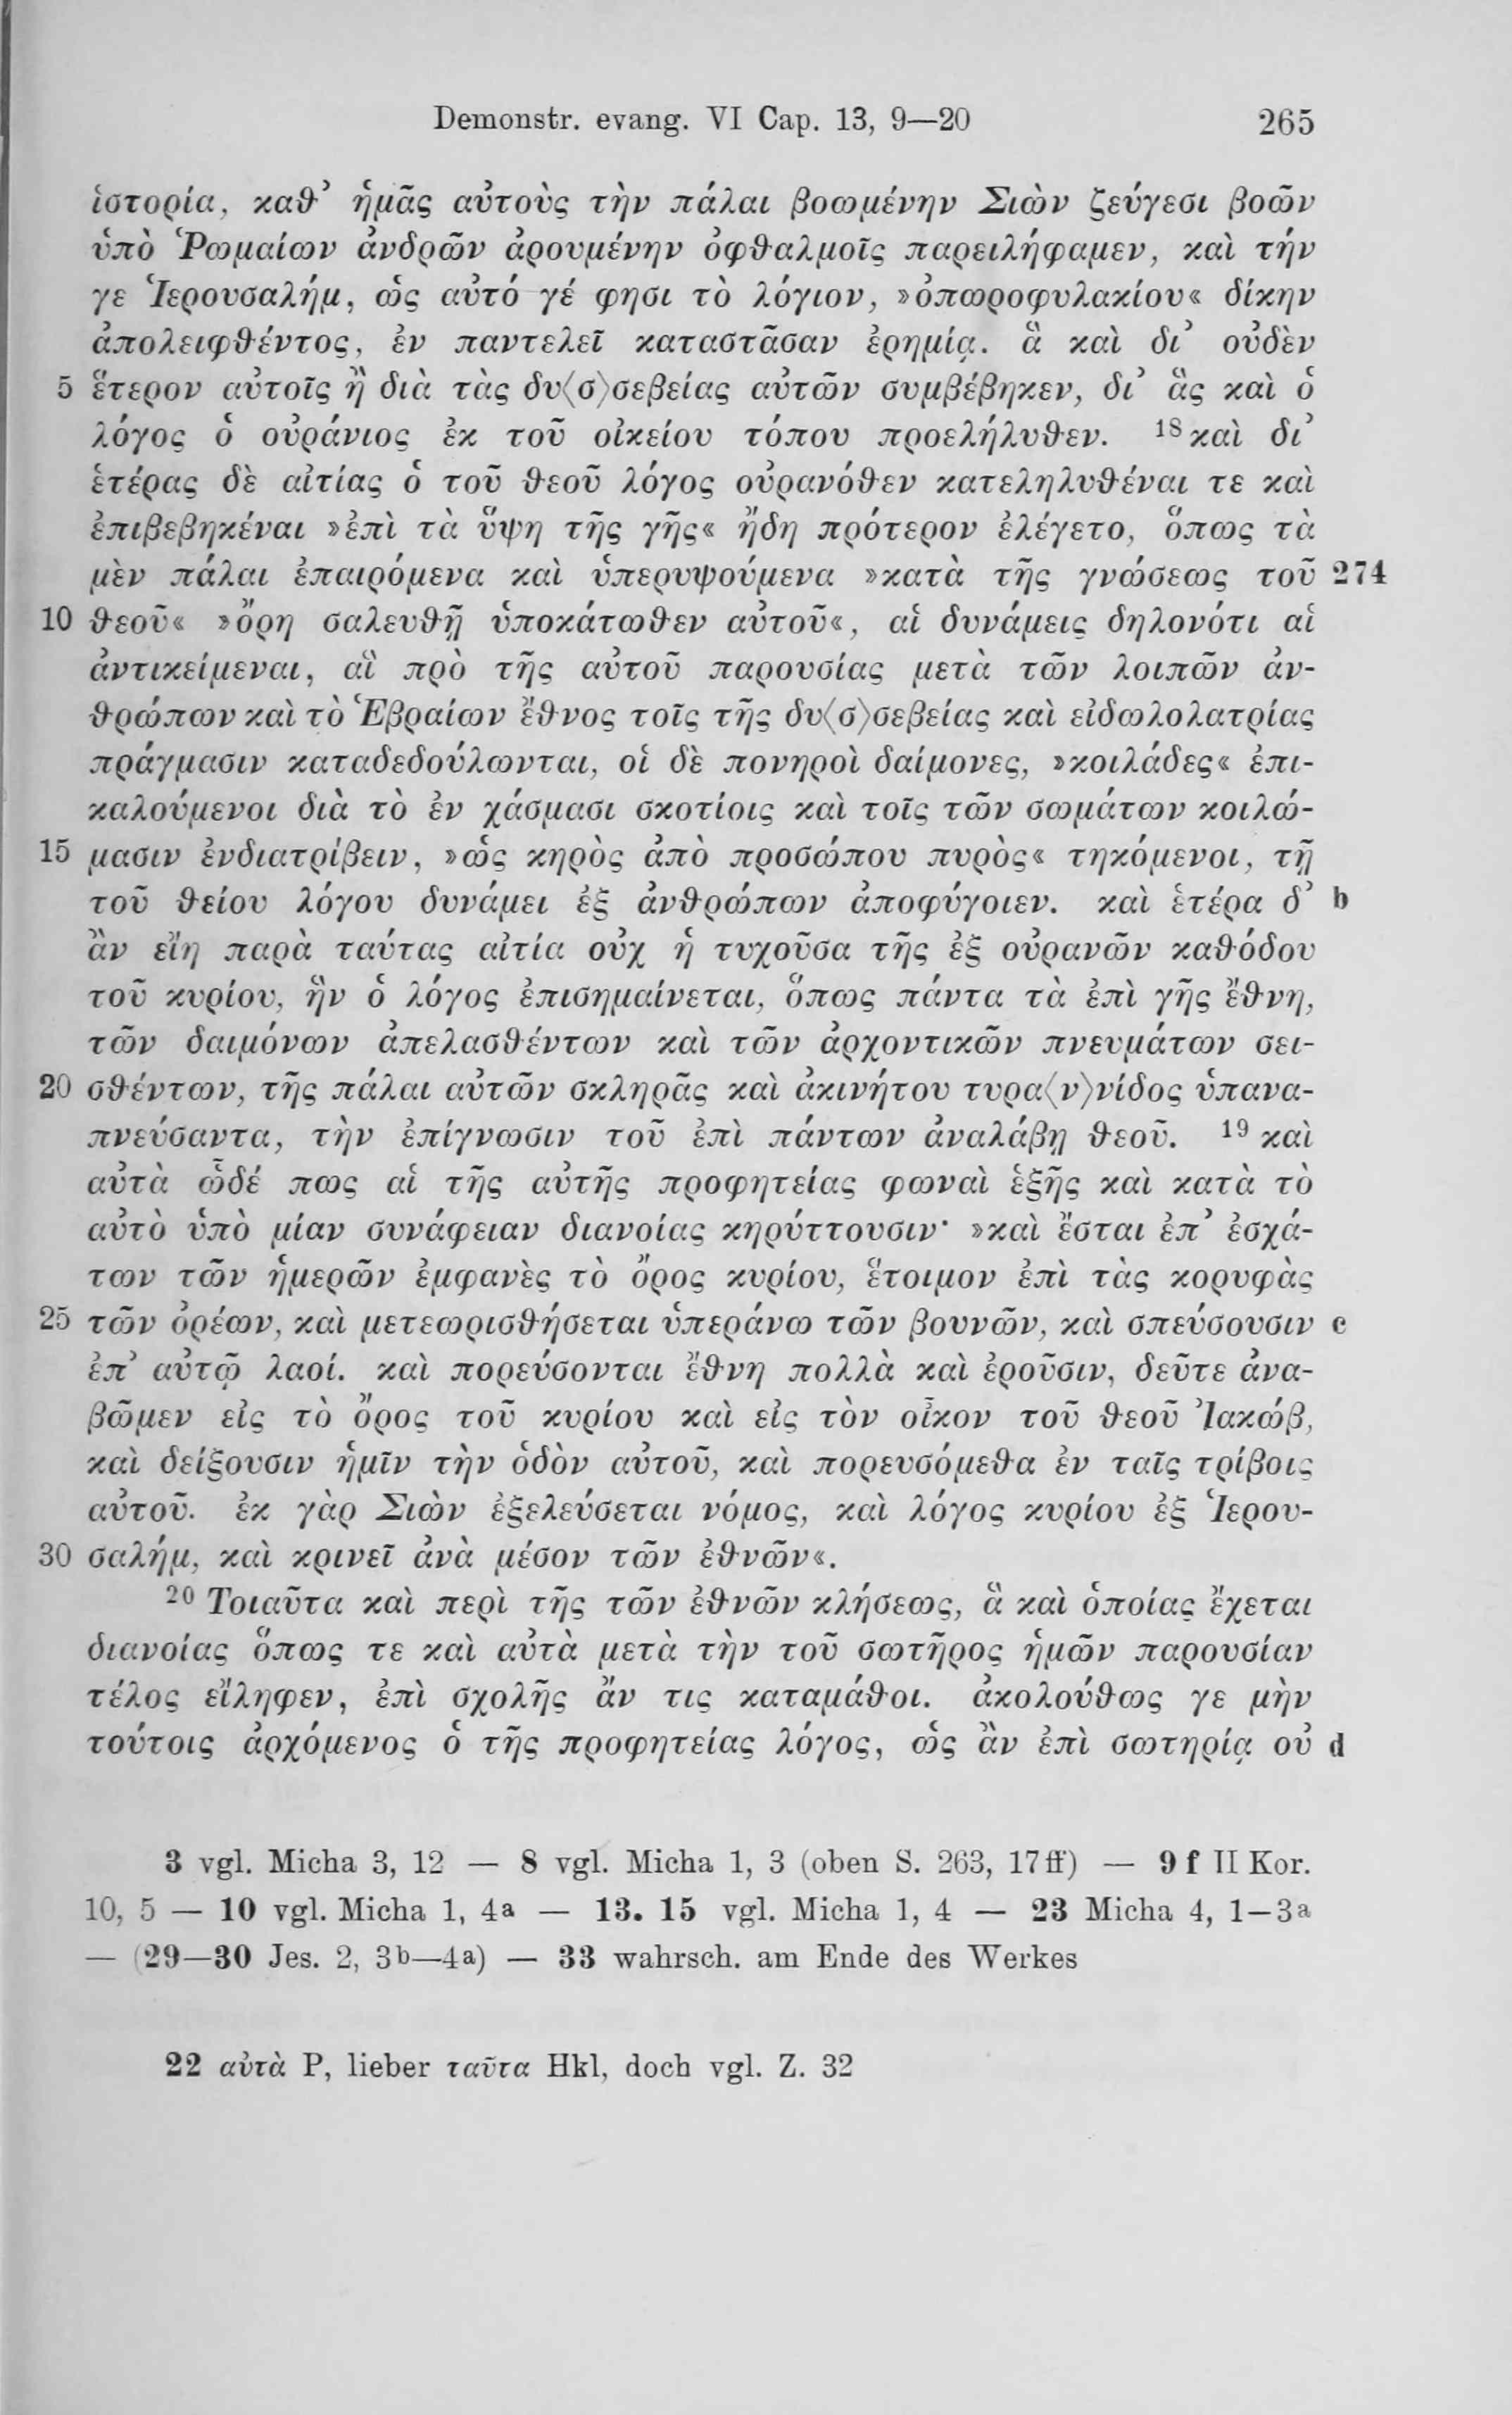 Demonstr. evang. VI Cap. 13, 9—20 265
ἱστορία, καθ’ ἡμᾶς αὐτοὺς τὴν πάλαι βοωμένην Σιὼν ζεύγεσι βοῶν
ὑπὸ Ῥωμαίων ἀνδρῶν ἀρουμένην ὀφθαλμοῖς παρειλήφαμεν, καὶ τήν
γε Ἱερουσαλήμ, ὡς αὐτό γέ φησι τὸ λόγιον, »ὀπωροφυλακίου« δίκην
ἀπολειφθέντος, ἐν παντελεῖ καταστᾶσαν ἐρημίᾳ. ἃ καὶ δι’ οὐδὲν
5 ἕτερον αὐτοῖς ἢ διὰ τὰς δυ⟨σ⟩σεβείας αὐτῶν συμβέβηκεν, δι’ ἃς καὶ ὁ
λόγος ὁ οὐράνιος ἐκ τοῦ οἰκείου τόπου προελήλυθεν. ¹⁸ καὶ δι’
ἑτέρας δὲ αἰτίας ὁ τοῦ θεοῦ λόγος οὐρανόθεν κατεληλυθέναι τε καὶ
ἐπιβεβηκέναι »ἐπὶ τὰ ὕψη τῆς γῆς« ἤδη πρότερον ἐλέγετο, ὅπως τὰ
μὲν πάλαι ἐπαιρόμενα καὶ ὑπερυψούμενα »κατὰ τῆς γνώσεως τοῦ 274
10 θεοῦ« »ὄρη σαλευθῇ ὑποκάτωθεν αὐτοῦ«, αἱ δυνάμεις δηλονότι αἱ
ἀντικείμεναι, αἳ πρὸ τῆς αὐτοῦ παρουσίας μετὰ τῶν λοιπῶν ἀν-
θρώπων καὶ τὸ Ἑβραίων ἔθνος τοῖς τῆς δυ⟨σ⟩σεβείας καὶ εἰδωλολατρίας
πράγμασιν καταδεδούλωνται, οἱ δὲ πονηροὶ δαίμονες, »κοιλάδες« ἐπι-
καλούμενοι διὰ τὸ ἐν χάσμασι σκοτίοις καὶ τοῖς τῶν σωμάτων κοιλώ-
15 μασιν ἐνδιατρίβειν, »ὡς κηρὸς ἀπὸ προσώπου πυρὸς« τηκόμενοι, τῇ
τοῦ θείου λόγου δυνάμει ἐξ ἀνθρώπων ἀποφύγοιεν. καὶ ἑτέρα δ’ b
ἂν εἴη παρὰ ταύτας αἰτία οὐχ ἡ τυχοῦσα τῆς ἐξ οὐρανῶν καθόδου
τοῦ κυρίου, ἣν ὁ λόγος ἐπισημαίνεται, ὅπως πάντα τὰ ἐπὶ γῆς ἔθνη,
τῶν δαιμόνων ἀπελασθέντων καὶ τῶν ἀρχοντικῶν πνευμάτων σει-
20 σθέντων, τῆς πάλαι αὐτῶν σκληρᾶς καὶ ἀκινήτου τυρα⟨ν⟩νίδος ὑπανα-
πνεύσαντα, τὴν ἐπίγνωσιν τοῦ ἐπὶ πάντων ἀναλάβῃ θεοῦ. ¹⁹ καὶ
αὐτὰ ὧδέ πως αἱ τῆς αὐτῆς προφητείας φωναὶ ἑξῆς καὶ κατὰ τὸ
αὐτὸ ὑπὸ μίαν συνάφειαν διανοίας κηρύττουσιν· »καὶ ἔσται ἐπ’ ἐσχά-
των τῶν ἡμερῶν ἐμφανὲς τὸ ὄρος κυρίου, ἕτοιμον ἐπὶ τὰς κορυφὰς
25 τῶν ὀρέων, καὶ μετεωρισθήσεται ὑπεράνω τῶν βουνῶν, καὶ σπεύσουσιν c
ἐπ’ αὐτῷ λαοί. καὶ πορεύσονται ἔθνη πολλὰ καὶ ἐροῦσιν, δεῦτε ἀνα-
βῶμεν εἰς τὸ ὄρος τοῦ κυρίου καὶ εἰς τὸν οἶκον τοῦ θεοῦ Ἰακώβ,
καὶ δείξουσιν ἡμῖν τὴν ὁδὸν αὐτοῦ, καὶ πορευσόμεθα ἐν ταῖς τρίβοις
αὐτοῦ. ἐκ γὰρ Σιὼν ἐξελεύσεται νόμος, καὶ λόγος κυρίου ἐξ Ἱερου-
30 σαλήμ, καὶ κρινεῖ ἀνὰ μέσον τῶν ἐθνῶν«.
²⁰ Τοιαῦτα καὶ περὶ τῆς τῶν ἐθνῶν κλήσεως, ἃ καὶ ὁποίας ἔχεται
διανοίας ὅπως τε καὶ αὐτὰ μετὰ τὴν τοῦ σωτῆρος ἡμῶν παρουσίαν
τέλος εἴληφεν, ἐπὶ σχολῆς ἄν τις καταμάθοι. ἀκολούθως γε μὴν
τούτοις ἀρχόμενος ὁ τῆς προφητείας λόγος, ὡς ἂν ἐπὶ σωτηρίᾳ οὐ d
3 vgl. Micha 3, 12 — 8 vgl. Micha 1, 3 (oben S. 263, 17ff) — 9 f II Kor.
10, 5 — 10 vgl. Micha 1, 4a — 13. 15 vgl. Micha 1, 4 — 23 Micha 4, 1—3a
— (29—30 Jes. 2, 3b—4a) — 33 wahrsch. am Ende des Werkes
22 αὐτὰ P, lieber ταῦτα Hkl, doch vgl. Z. 32